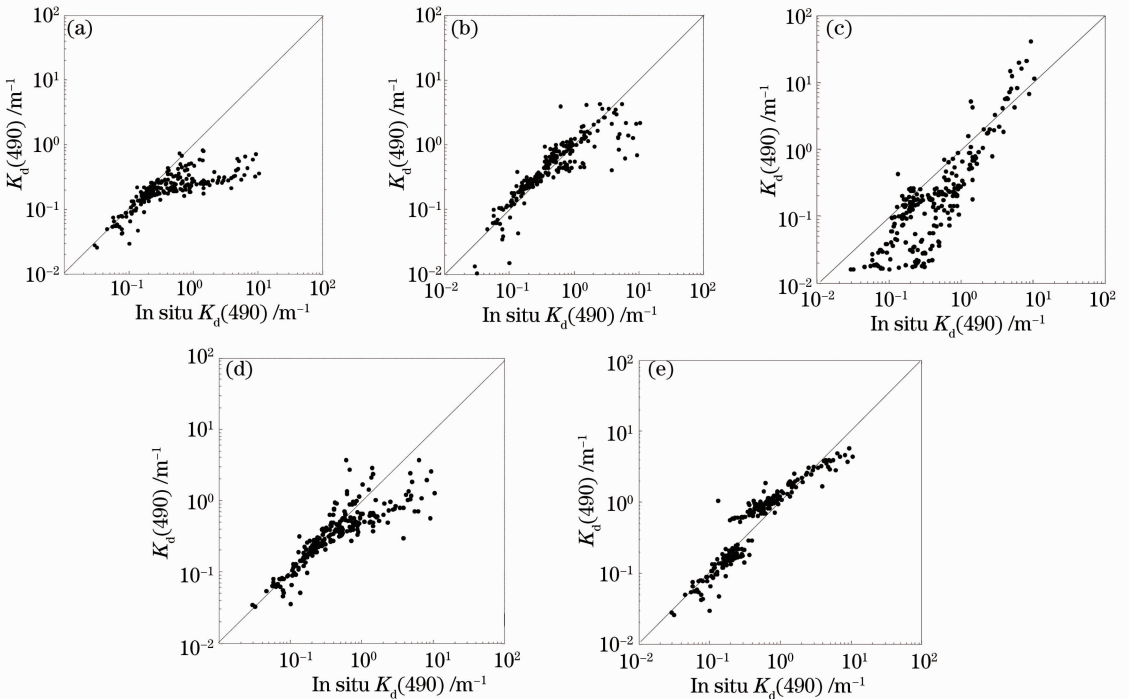 (a)
10² 10¹ 10⁰ 10⁻¹ 10⁻²
K_d(490) /m⁻¹
10⁻¹ 10⁰ 10¹ 10²
In situ K_d(490) /m⁻¹
(b)
10² 10¹ 10⁰ 10⁻¹ 10⁻²
K_d(490) /m⁻¹
10⁻² 10⁻¹ 10⁰ 10¹ 10²
In situ K_d(490) /m⁻¹
(c)
10² 10¹ 10⁰ 10⁻¹ 10⁻²
K_d(490) /m⁻¹
10⁻² 10⁻¹ 10⁰ 10¹ 10²
In situ K_d(490) /m⁻¹
(d)
10² 10¹ 10⁰ 10⁻¹ 10⁻²
K_d(490) /m⁻¹
10⁻¹ 10⁰ 10¹ 10²
In situ K_d(490) /m⁻¹
(e)
10² 10¹ 10⁰ 10⁻¹ 10⁻²
K_d(490) /m⁻¹
10⁻² 10⁻¹ 10⁰ 10¹ 10²
In situ K_d(490) /m⁻¹